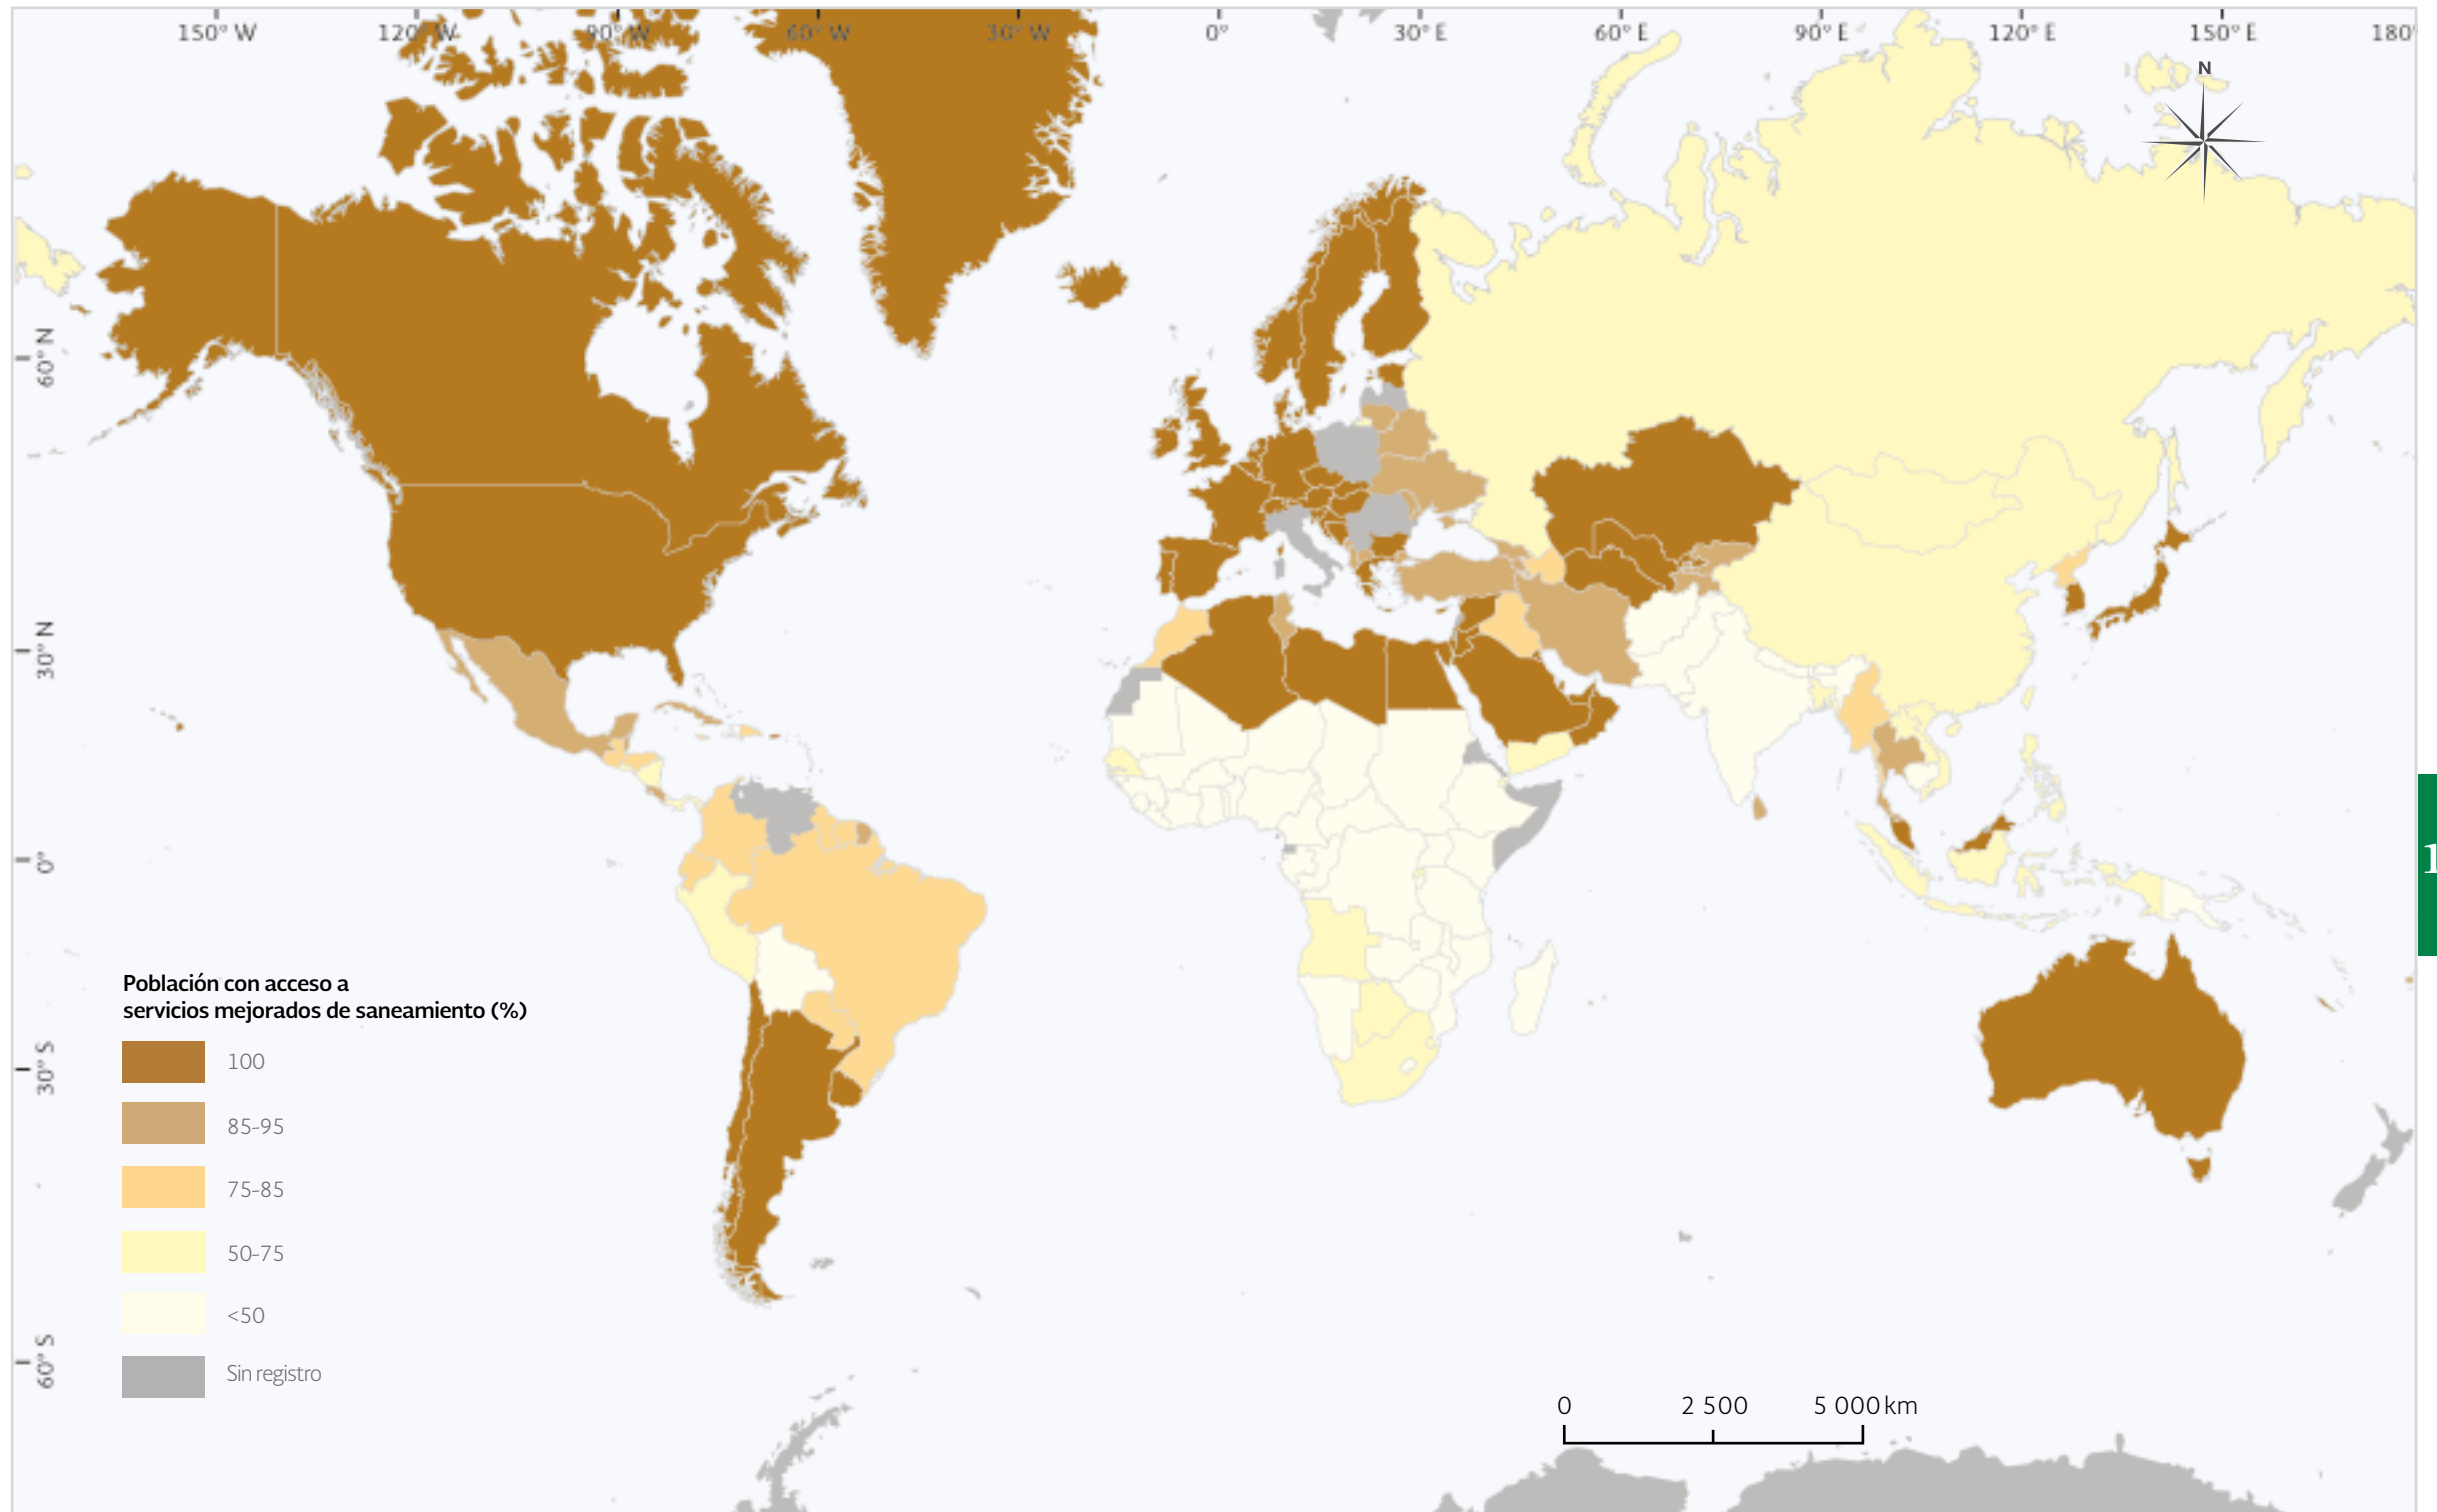 150° W 120° W 90° W 60° W 30° W 0° 30° E 60° E 90° E 120° E 150° E 180°
N
60° N
30° N
0°
30° S
60° S
1
Población con acceso a
servicios mejorados de saneamiento (%)
100
85-95
75-85
50-75
<50
Sin registro
0 2 500 5 000 km